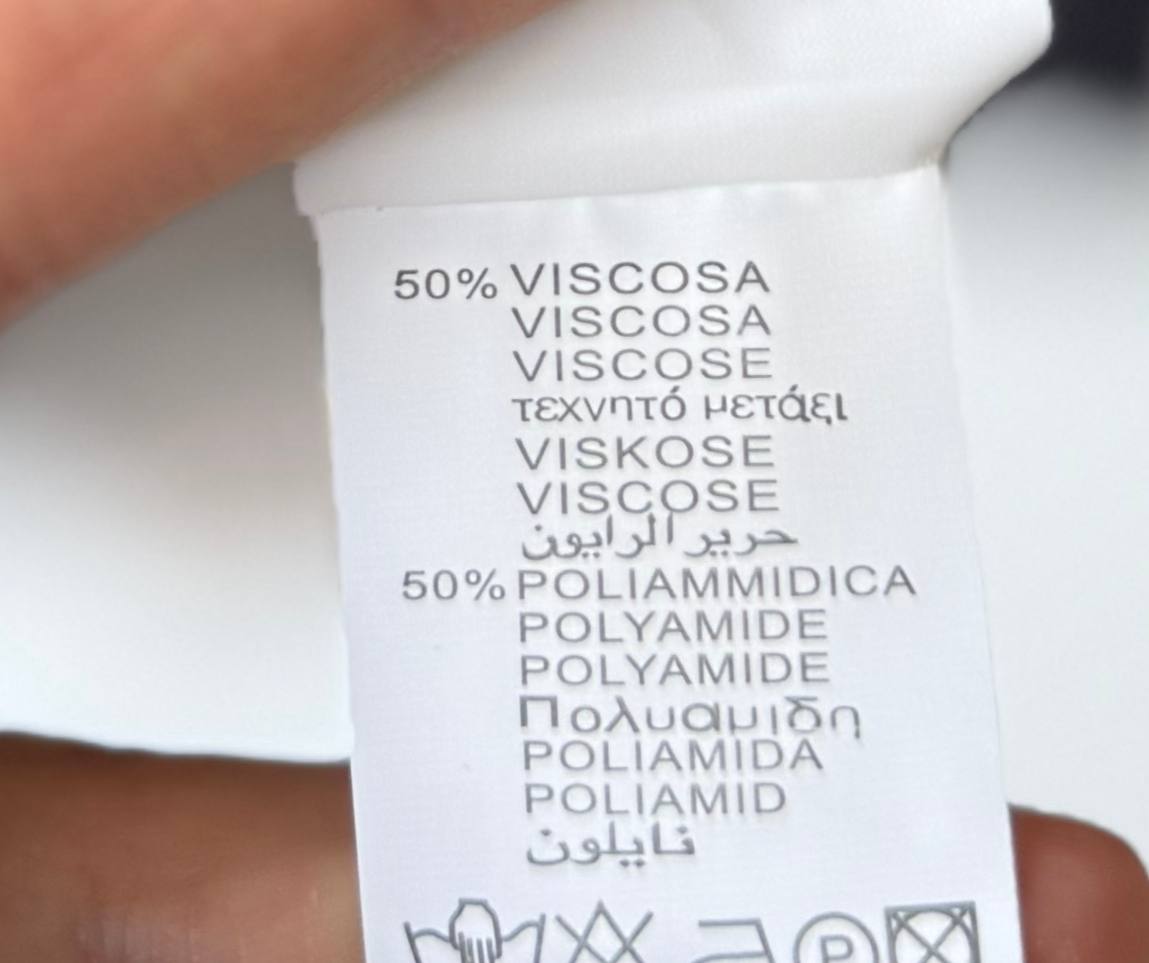 50% VISCOSA
VISCOSA
VISCOSE
τεχνητό μετάξι
VISKOSE
VISCOSE
حرير الرايون
50% POLIAMMIDICA
POLYAMIDE
POLYAMIDE
Πολυαμιδη
POLIAMIDA
POLIAMID
نايلون
P